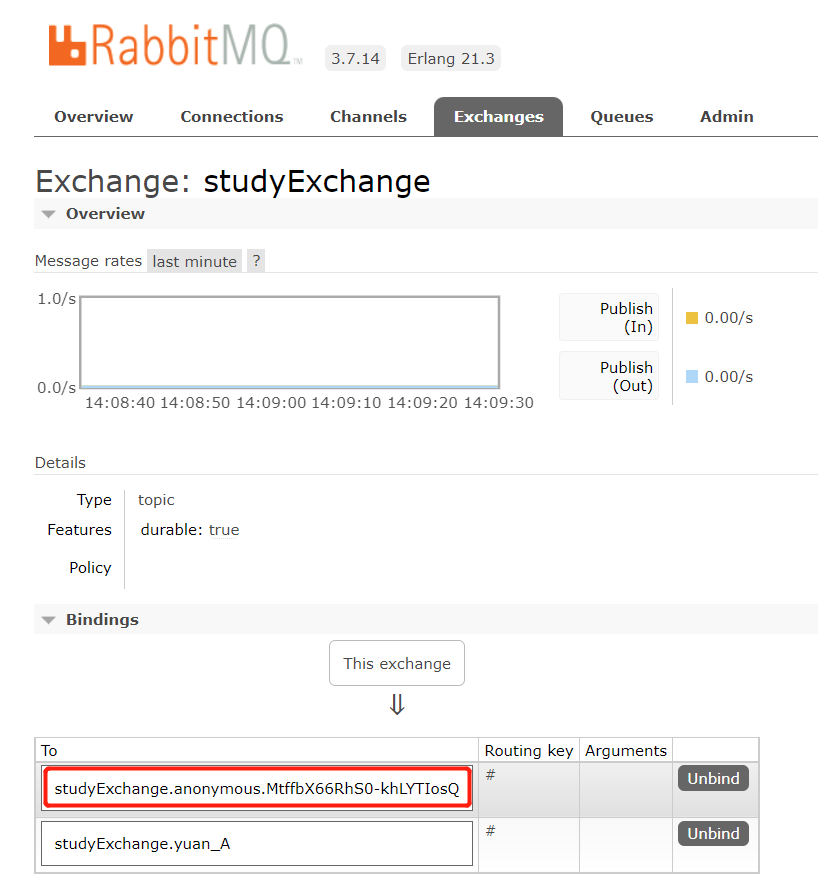 RabbitMQ TM 3.7.14 Erlang 21.3
Overview Connections Channels Exchanges Queues Admin
Exchange: studyExchange
Overview
Message rates last minute ?
1.0/s
0.0/s
14:08:40 14:08:50 14:09:00 14:09:10 14:09:20 14:09:30
Publish
(In)
0.00/s
Publish
(Out)
0.00/s
Details
Type topic
Features durable: true
Policy
Bindings
This exchange
⇓
To Routing key Arguments
studyExchange.anonymous.MtffbX66RhS0-khLYTIosQ # Unbind
studyExchange.yuan_A # Unbind